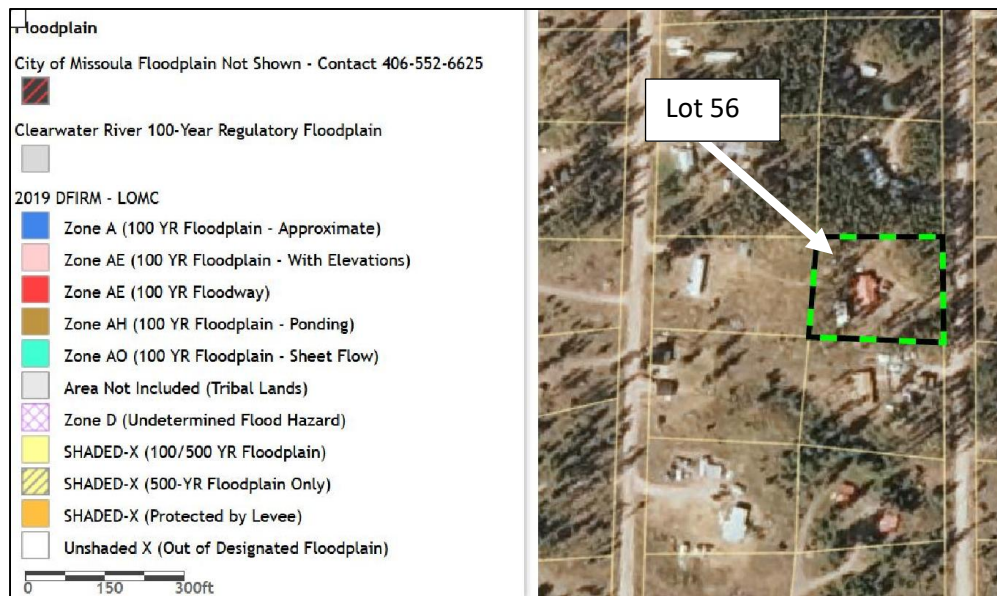 Floodplain
City of Missoula Floodplain Not Shown - Contact 406-552-6625
Clearwater River 100-Year Regulatory Floodplain
2019 DFIRM - LOMC
Zone A (100 YR Floodplain - Approximate)
Zone AE (100 YR Floodplain - With Elevations)
Zone AE (100 YR Floodway)
Zone AH (100 YR Floodplain - Ponding)
Zone AO (100 YR Floodplain - Sheet Flow)
Area Not Included (Tribal Lands)
Zone D (Undetermined Flood Hazard)
SHADED-X (100/500 YR Floodplain)
SHADED-X (500-YR Floodplain Only)
SHADED-X (Protected by Levee)
Unshaded X (Out of Designated Floodplain)
0 150 300ft
Lot 56